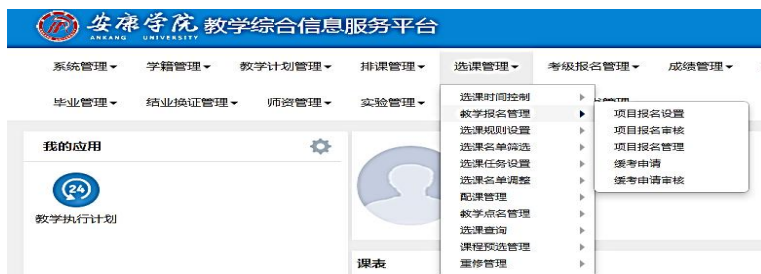 安康学院 教学综合信息服务平台
ANKANG UNIVERSITY
系统管理 学籍管理 教学计划管理 排课管理 选课管理 考级报名管理 成绩管理
毕业管理 结业换证管理 师资管理 实验管理
选课时间控制
教学报名管理
选课规则设置
选课名单筛选
选课任务设置
选课名单调整
配课管理
教学点名管理
选课查询
课程预选管理
重修管理
项目报名设置
项目报名审核
项目报名管理
缓考申请
缓考申请审核
我的应用
24
教学执行计划
课表